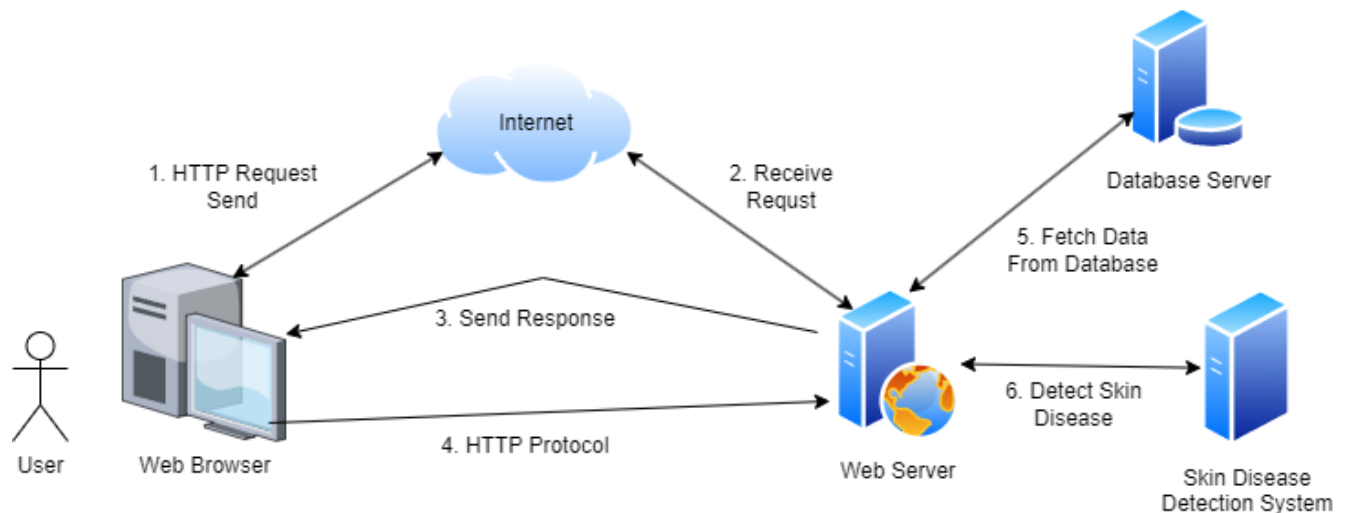 Internet
1. HTTP Request
Send
2. Receive
Requst
Database Server
5. Fetch Data
From Database
3. Send Response
6. Detect Skin
Disease
4. HTTP Protocol
User
Web Browser
Web Server
Skin Disease
Detection System